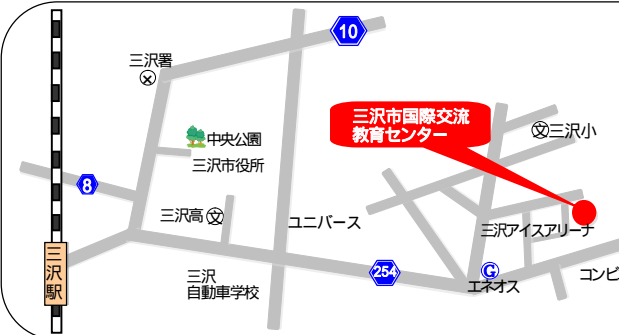 10
三沢署
三沢市国際交流
教育センター
中央公園
文三沢小
三沢市役所
8
三沢高文
ユニバース
三沢アイスアリーナ
三沢駅
三沢
自動車学校
254
G
エネオス
コンビ